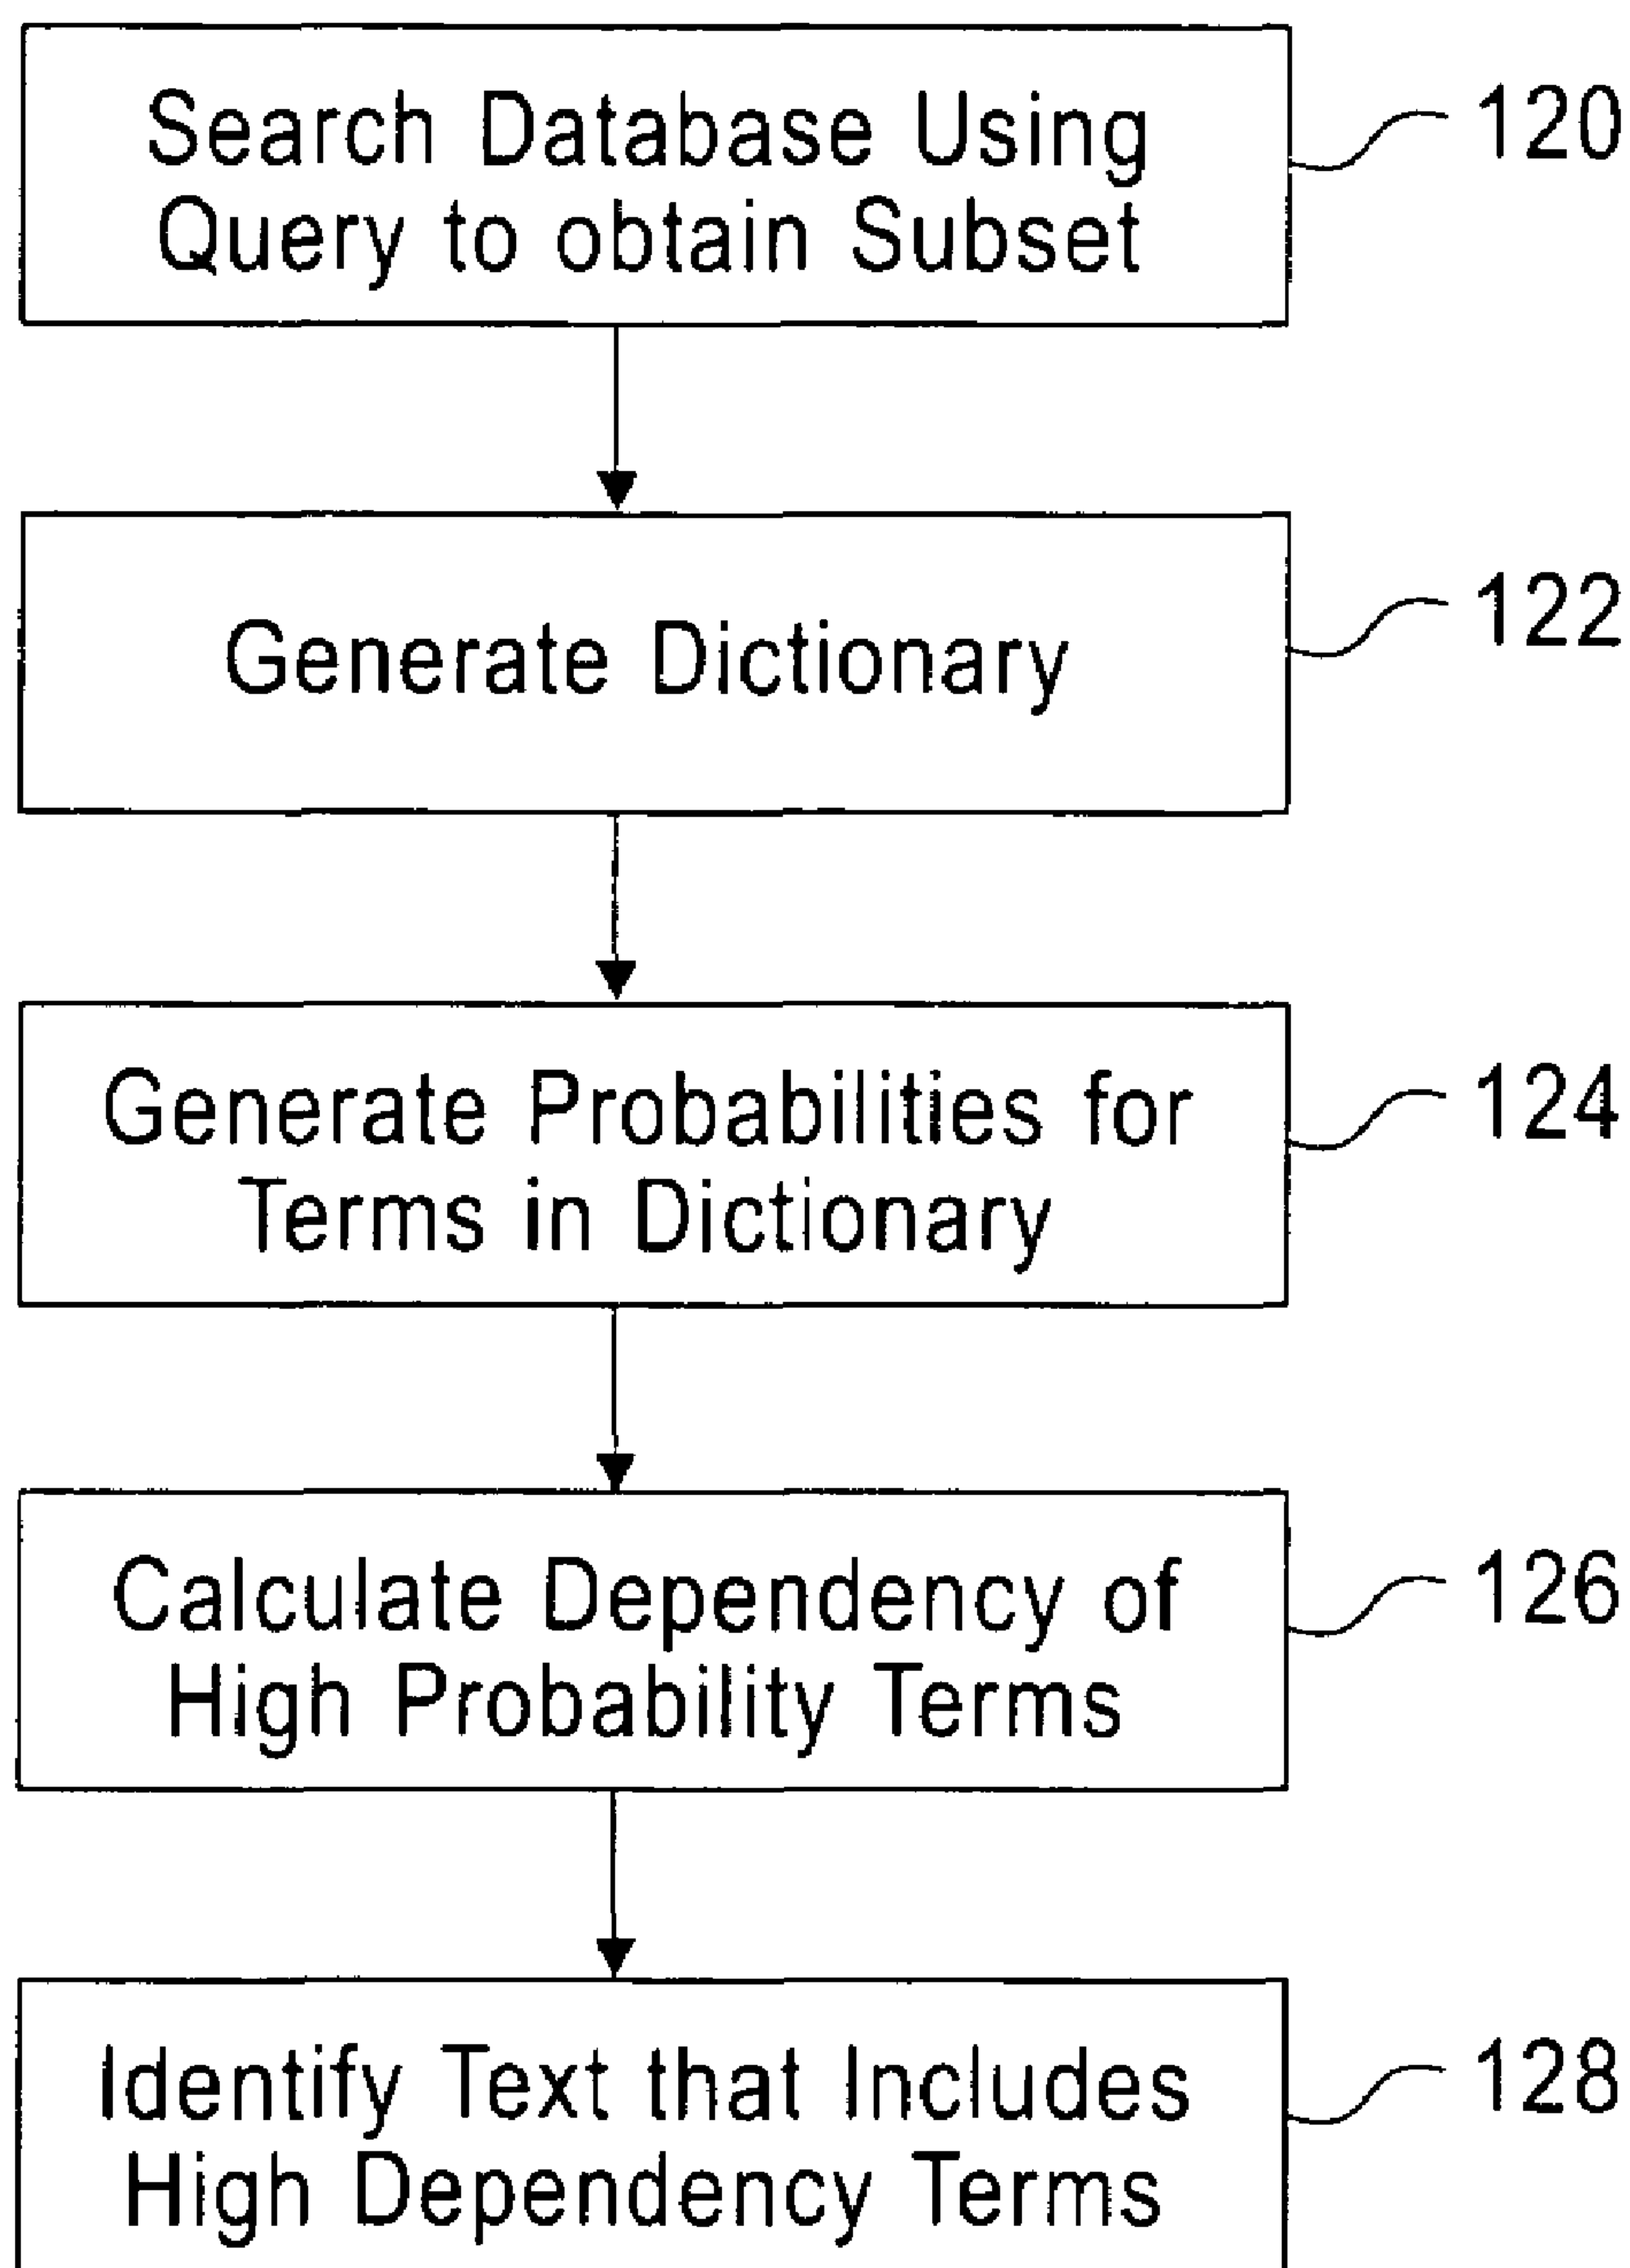 Search Database Using
Query to obtain Subset
120
Generate Dictionary
122
Generate Probabilities for
Terms in Dictionary
124
Calculate Dependency of
High Probability Terms
126
Identify Text that Includes
High Dependency Terms
128